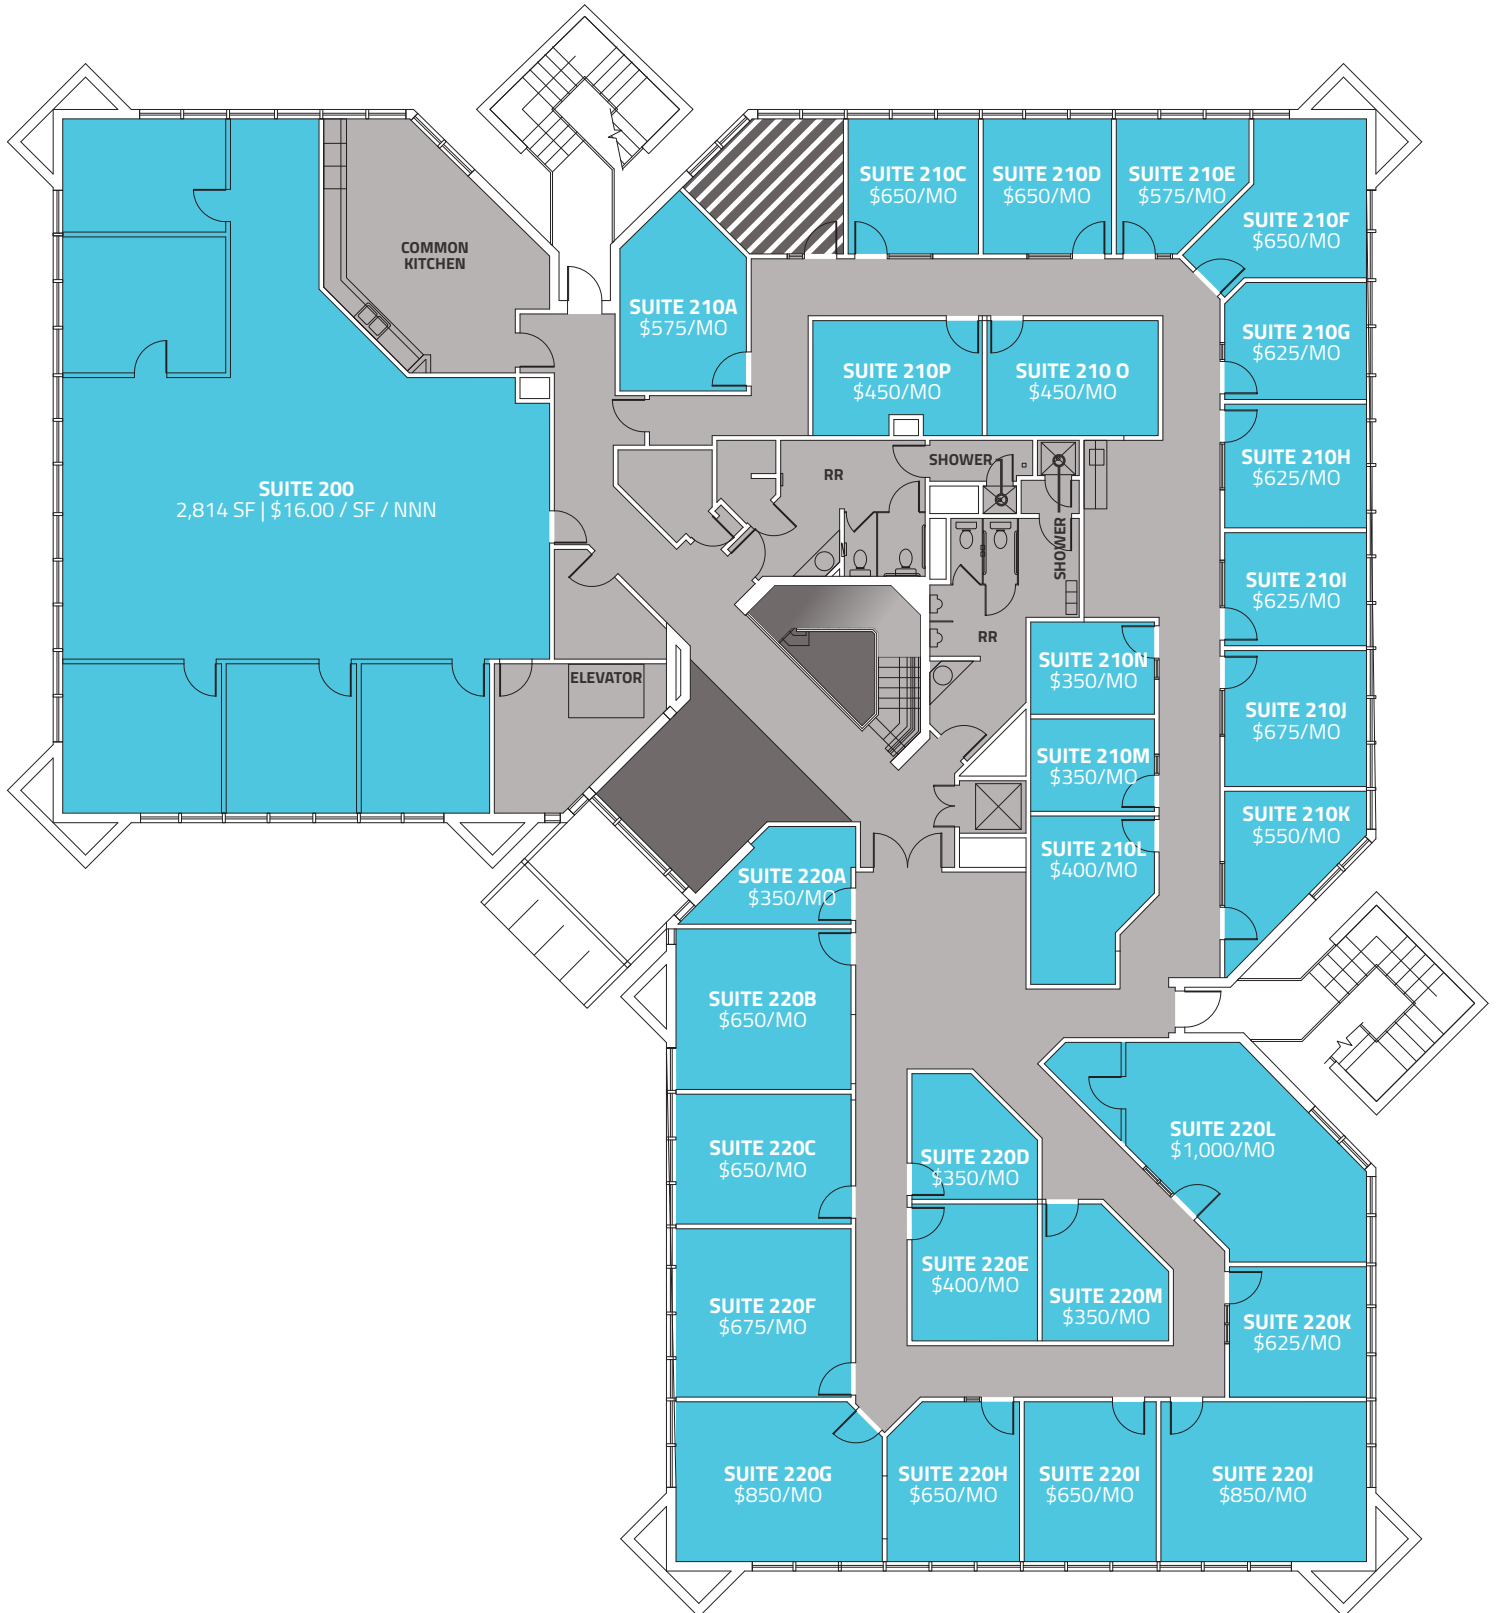 SUITE 210C
$650/MO
SUITE 210D
$650/MO
SUITE 210E
$575/MO
SUITE 210F
$650/MO
COMMON
KITCHEN
SUITE 210A
$575/MO
SUITE 210G
$625/MO
SUITE 210P
$450/MO
SUITE 210 O
$450/MO
SUITE 210H
$625/MO
SHOWER
RR
SUITE 200
2,814 SF | $16.00 / SF / NNN
SHOWER
SUITE 210I
$625/MO
RR
SUITE 210N
$350/MO
ELEVATOR
SUITE 210J
$675/MO
SUITE 210M
$350/MO
SUITE 210K
$550/MO
SUITE 210L
$400/MO
SUITE 220A
$350/MO
SUITE 220B
$650/MO
SUITE 220L
$1,000/MO
SUITE 220C
$650/MO
SUITE 220D
$350/MO
SUITE 220E
$400/MO
SUITE 220M
$350/MO
SUITE 220F
$675/MO
SUITE 220K
$625/MO
SUITE 220G
$850/MO
SUITE 220H
$650/MO
SUITE 220I
$650/MO
SUITE 220J
$850/MO